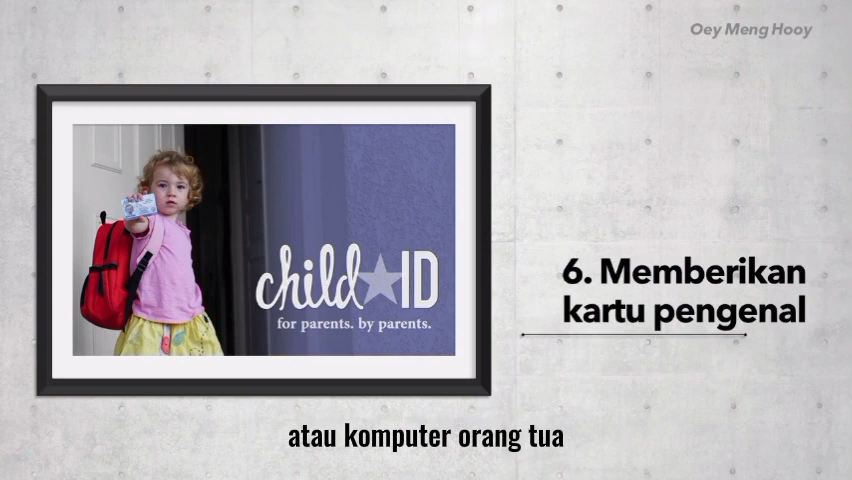 Oey Meng Hooy
child ID
for parents. by parents.
6. Memberikan
kartu pengenal
atau komputer orang tua